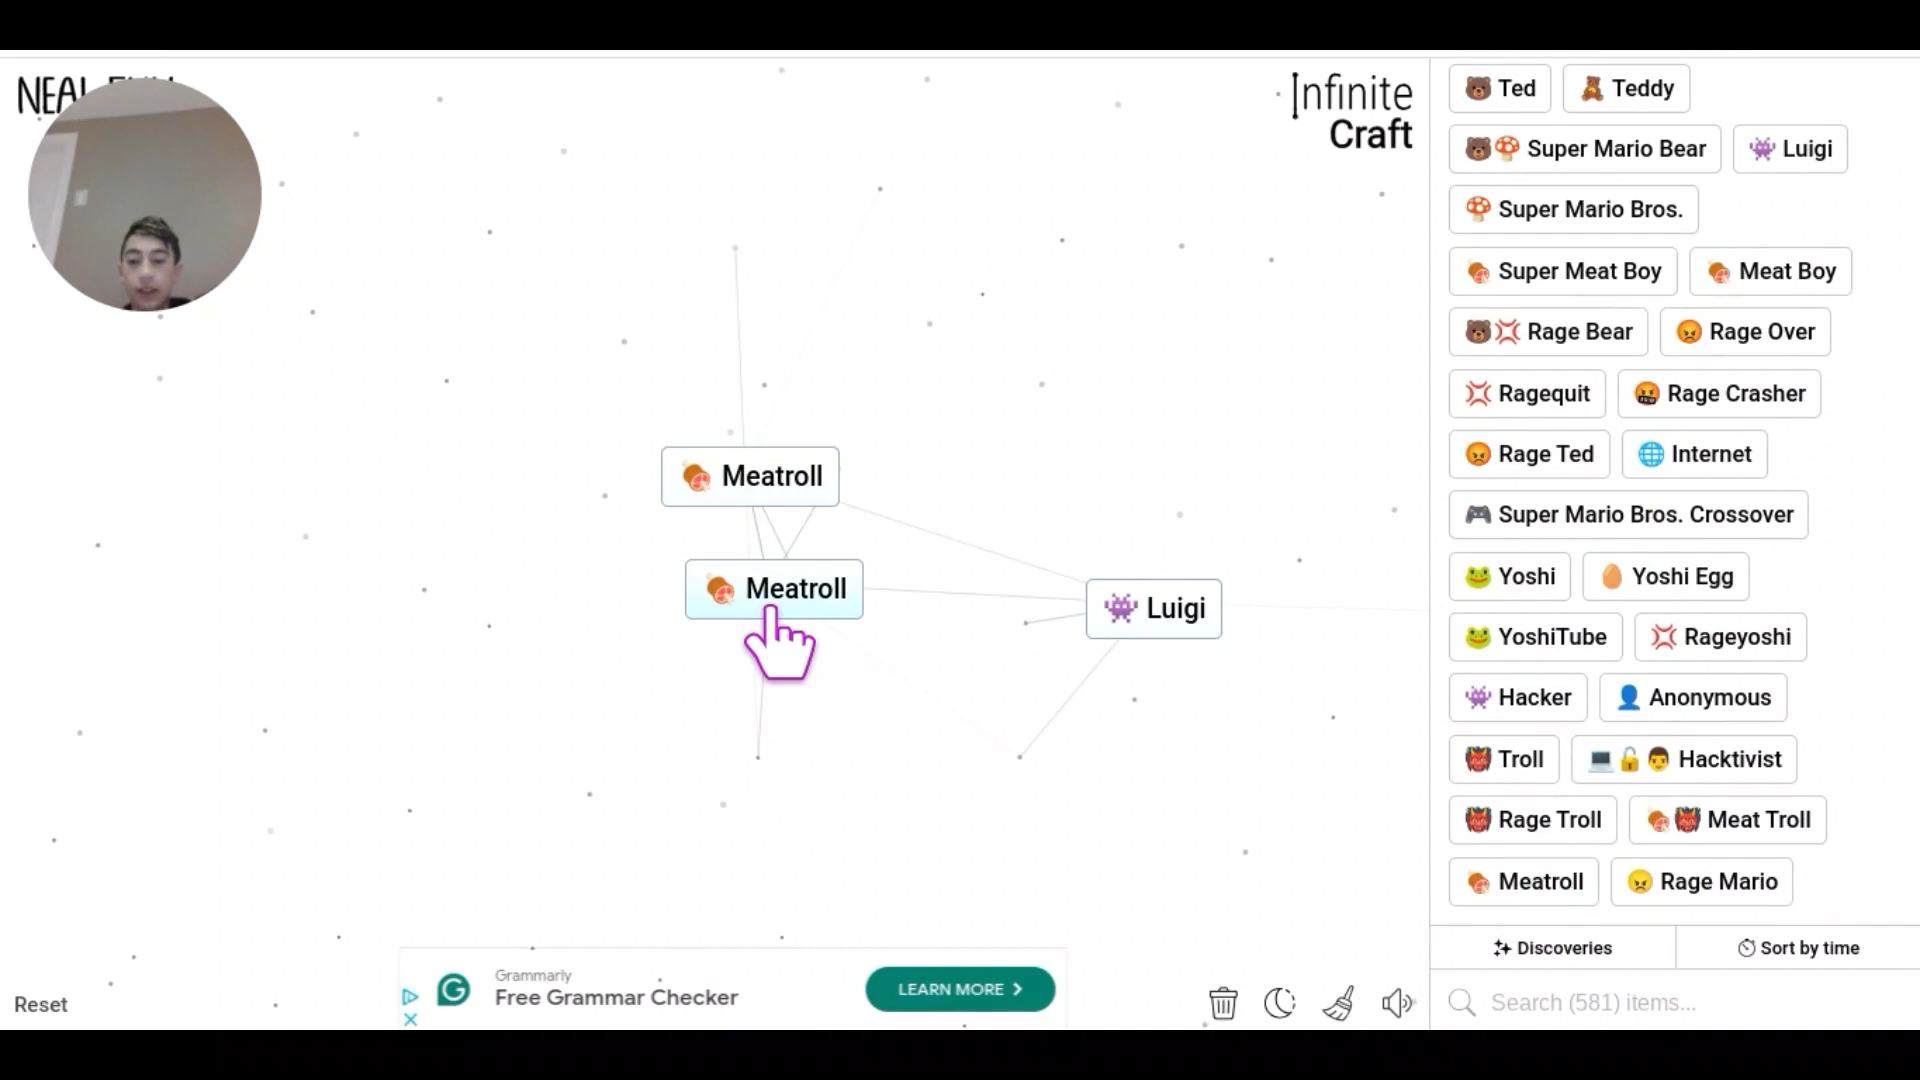 NEAL
Infinite
Craft
🐻 Ted 🧸 Teddy
🐻🍄 Super Mario Bear 👾 Luigi
🍄 Super Mario Bros.
🍖 Super Meat Boy 🍖 Meat Boy
🐻💢 Rage Bear 😡 Rage Over
💢 Ragequit 🤬 Rage Crasher
😡 Rage Ted 🌐 Internet
🎮 Super Mario Bros. Crossover
🐸 Yoshi 🥚 Yoshi Egg
🐸 YoshiTube 💢 Rageyoshi
👾 Hacker 👤 Anonymous
👹 Troll 💻🔓👨 Hacktivist
👹 Rage Troll 🍖👹 Meat Troll
🍖 Meatroll 😠 Rage Mario
🍖 Meatroll
🍖 Meatroll
👾 Luigi
Discoveries Sort by time
Search (581) items...
Grammarly
Free Grammar Checker
LEARN MORE
Reset